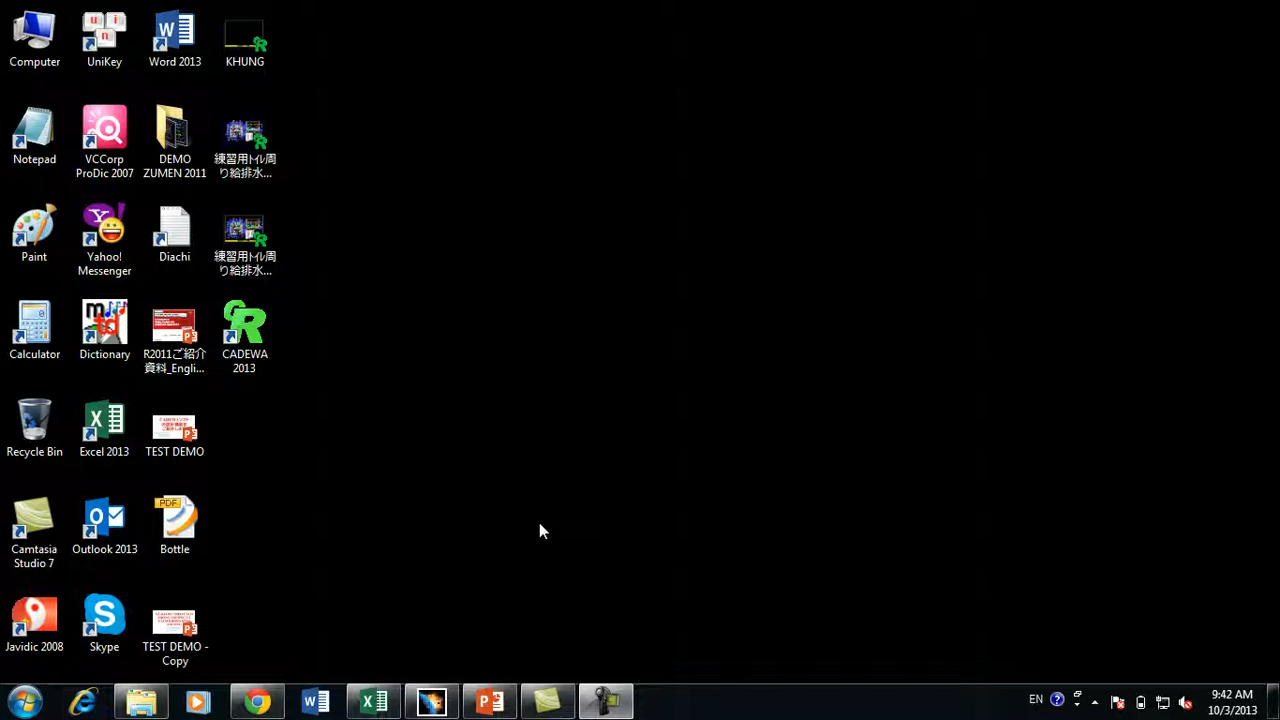 Computer
UniKey
Word 2013
KHUNG
Notepad
VCCorp
ProDic 2007
DEMO
ZUMEN 2011
練習用ﾄｲﾚ周
り給排水...
Paint
Yahoo!
Messenger
Diachi
練習用ﾄｲﾚ周
り給排水...
Calculator
Dictionary
R2011ご紹介
資料_Engli...
CADEWA
2013
Recycle Bin
Excel 2013
TEST DEMO
Camtasia
Studio 7
Outlook 2013
PDF
Bottle
Javidic 2008
Skype
TEST DEMO -
Copy
EN
9:42 AM
10/3/2013